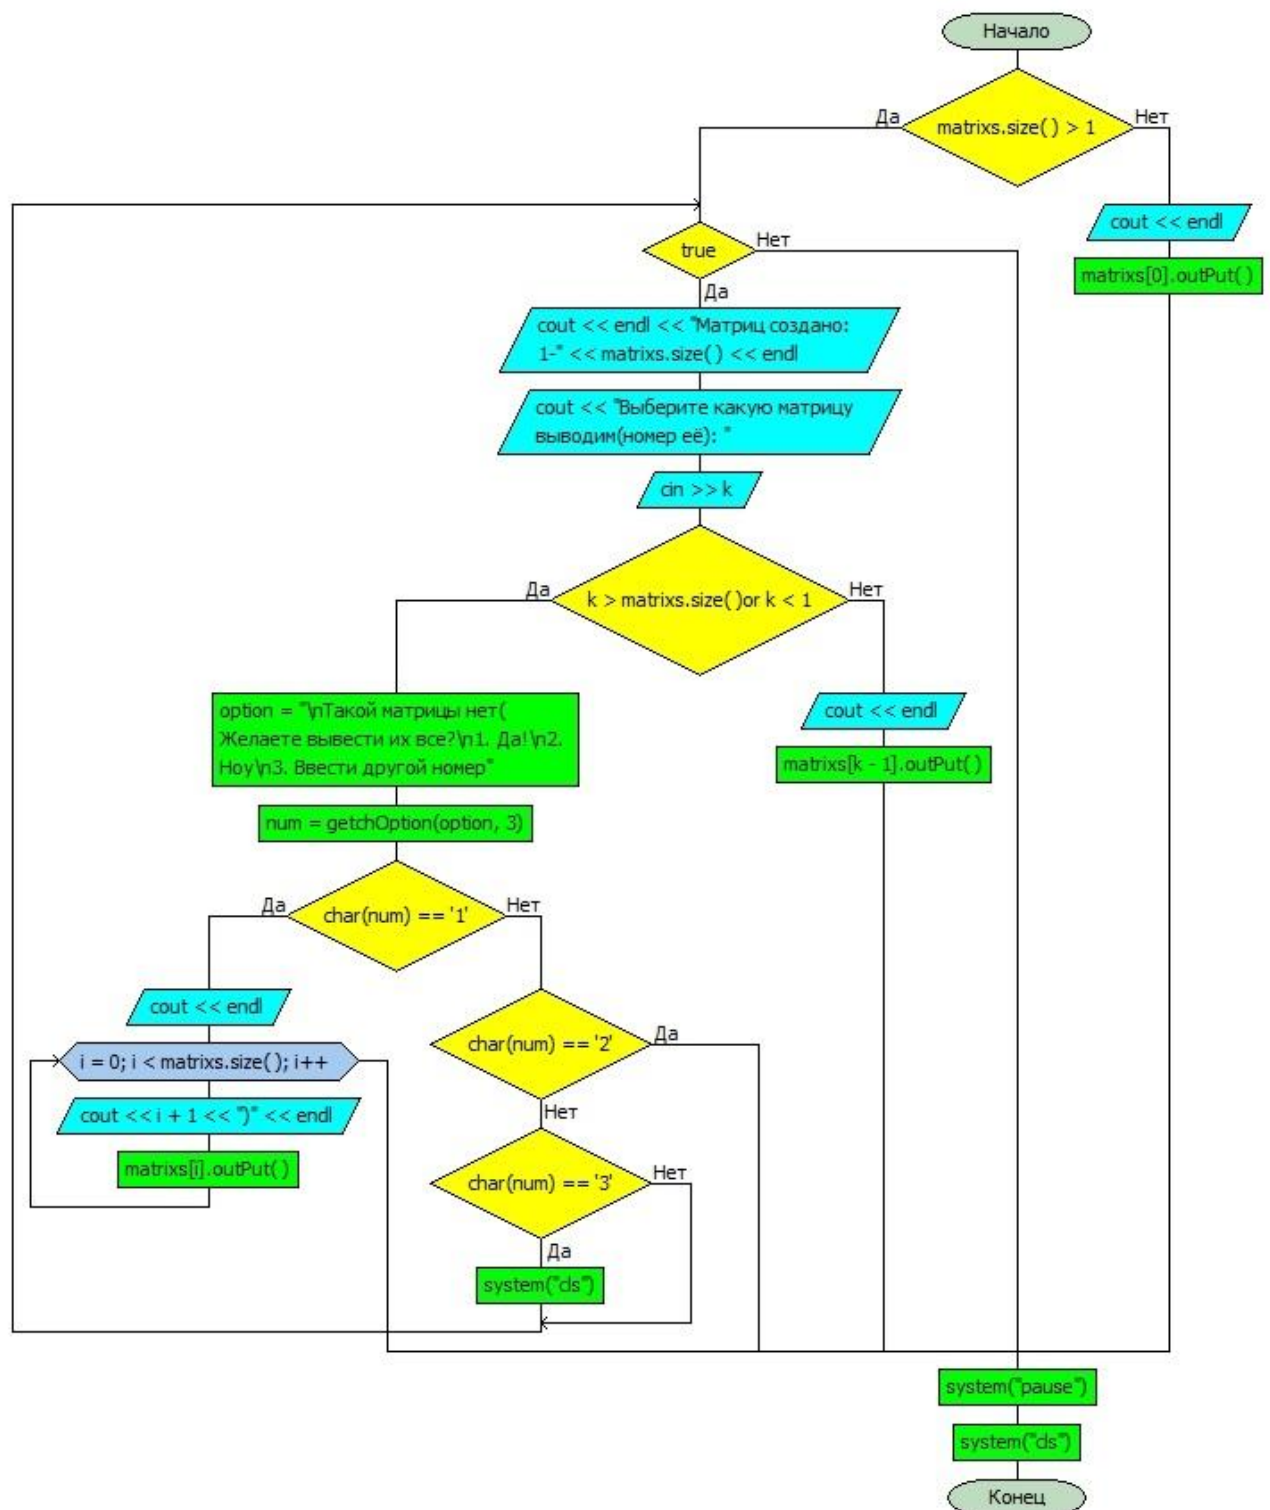 Начало
Да
matrixs.size() > 1
Нет
cout << endl
true
Нет
matrixs[0].outPut()
Да
cout << endl << "Матриц создано:
1-" << matrixs.size() << endl
cout << "Выберите какую матрицу
выводим(номер её): "
cin >> k
Да
k > matrixs.size()or k < 1
Нет
option = "\nТакой матрицы нет(
Желаете вывести их все?\n1. Да!\n2.
Ноу\n3. Ввести другой номер"
cout << endl
matrixs[k - 1].outPut()
num = getchOption(option, 3)
Да
char(num) == '1'
Нет
cout << endl
char(num) == '2'
Да
i = 0; i < matrixs.size(); i++
Нет
cout << i + 1 << ")" << endl
matrixs[i].outPut()
char(num) == '3'
Нет
Да
system("cls")
system("pause")
system("cls")
Конец